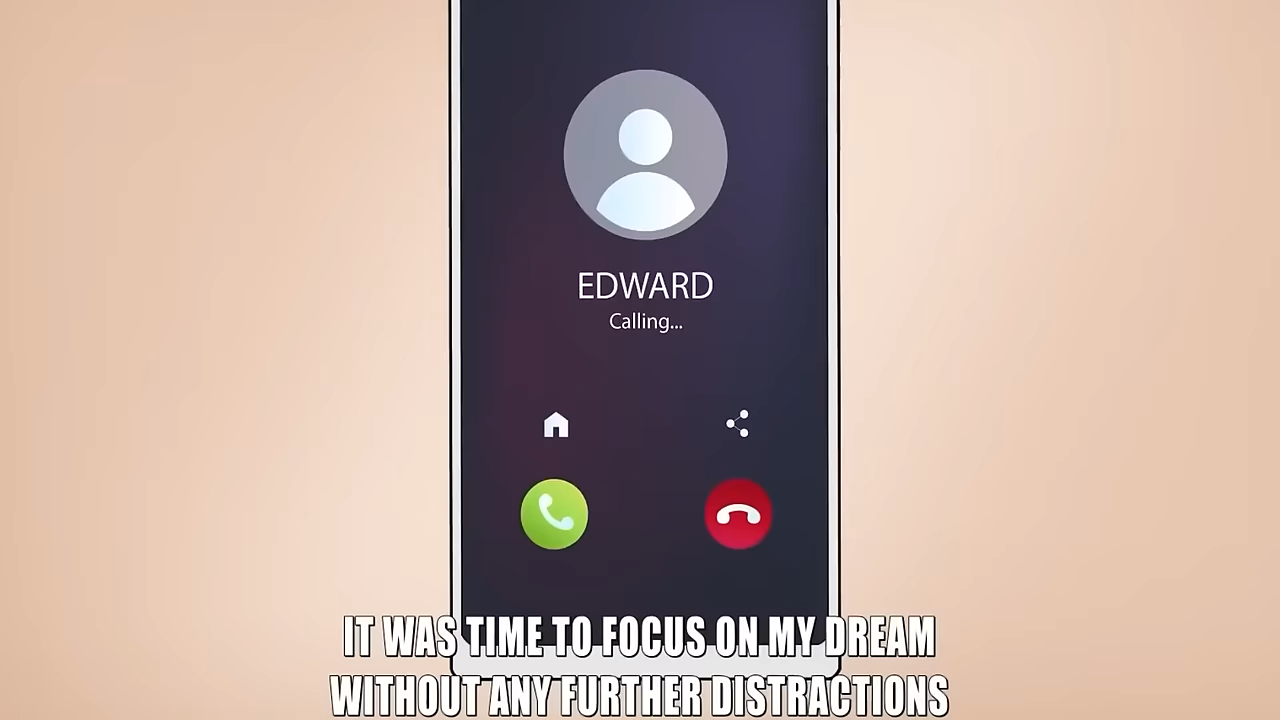 EDWARD
Calling...
IT WAS TIME TO FOCUS ON MY DREAM
WITHOUT ANY FURTHER DISTRACTIONS